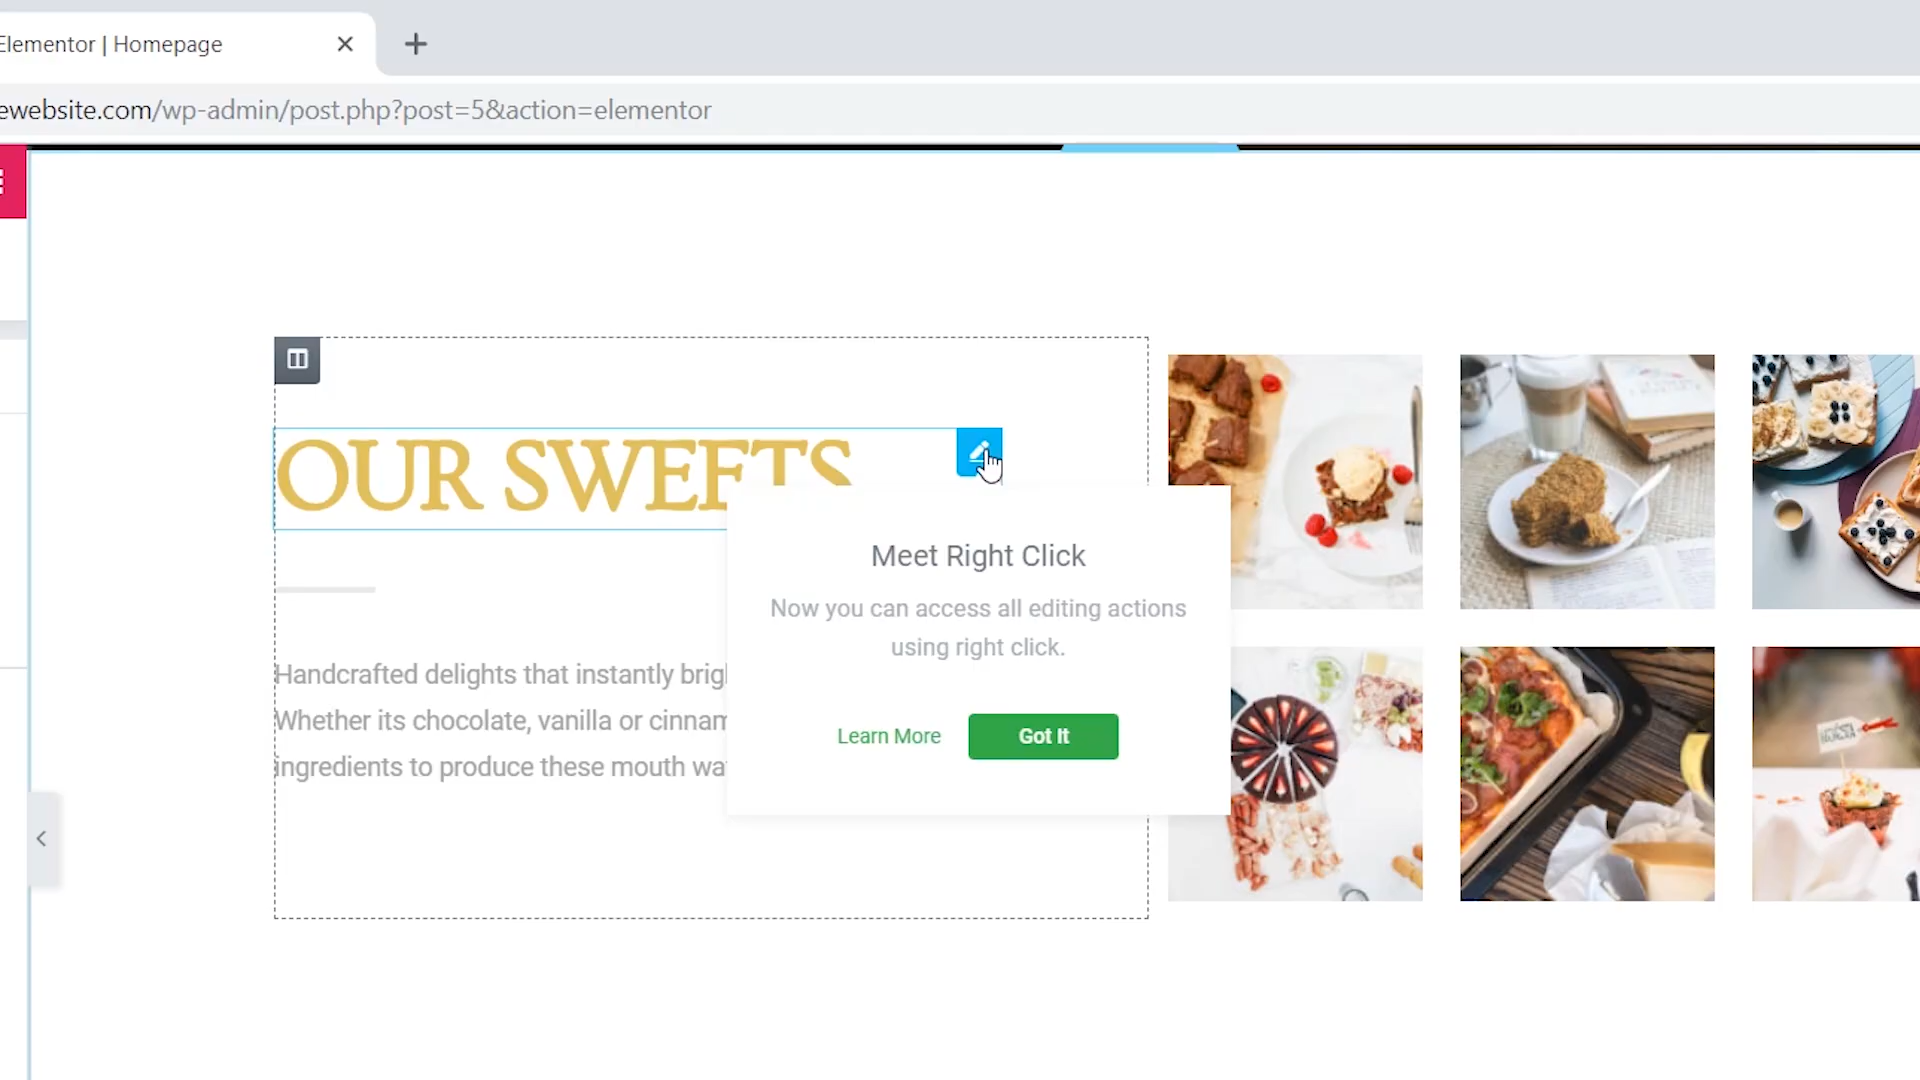 Elementor | Homepage
ewebsite.com/wp-admin/post.php?post=5&action=elementor
OUR SWEETS
Meet Right Click
Now you can access all editing actions
using right click.
Learn More
Got It
Handcrafted delights that instantly brig
Whether its chocolate, vanilla or cinnam
ingredients to produce these mouth wa